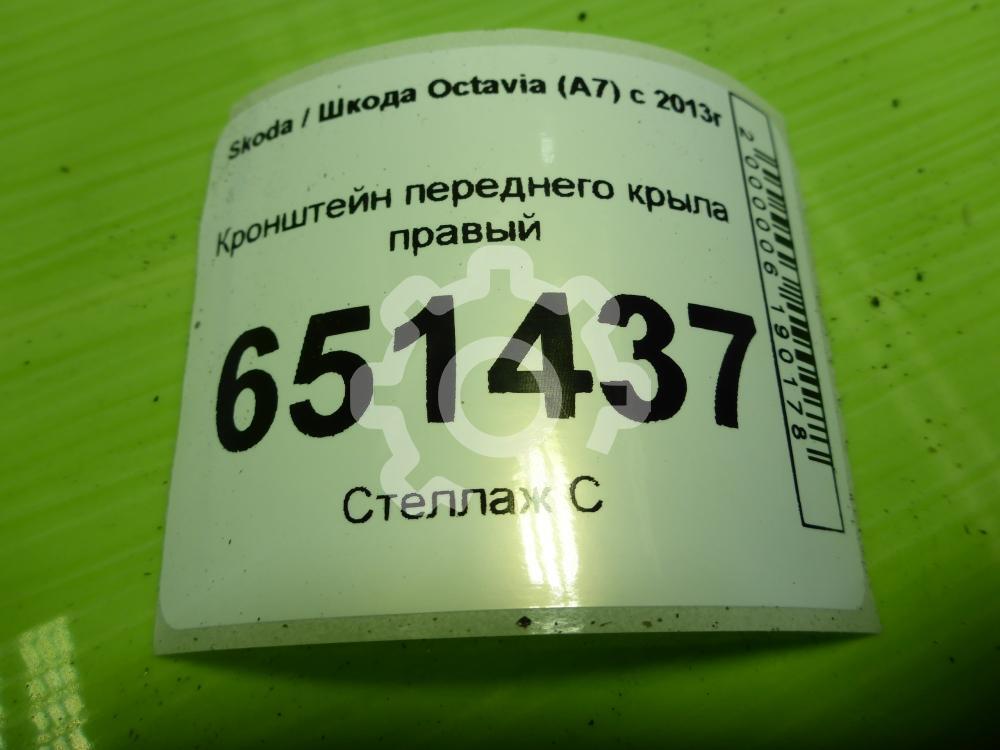 Skoda / Шкода Octavia (A7) с 2013г
Кронштейн переднего крыла
правый
651437
Стеллаж С
2000006190178